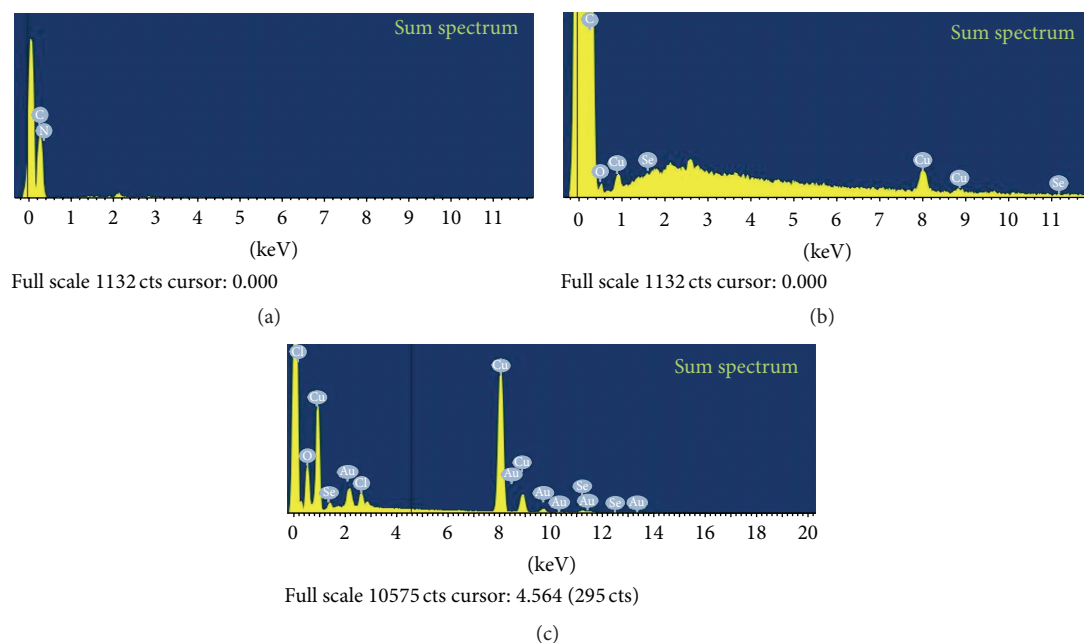 Sum spectrum
C
N
0 1 2 3 4 5 6 7 8 9 10 11
(keV)
Full scale 1132 cts cursor: 0.000
(a)
Sum spectrum
C
O Cu Se Cu Cu Se
0 1 2 3 4 5 6 7 8 9 10 11
(keV)
Full scale 1132 cts cursor: 0.000
(b)
Sum spectrum
Cl Cu
Cu
O Au Cu
Se Cl Au Au Au Se Au Se Au
0 2 4 6 8 10 12 14 16 18 20
(keV)
Full scale 10575 cts cursor: 4.564 (295 cts)
(c)